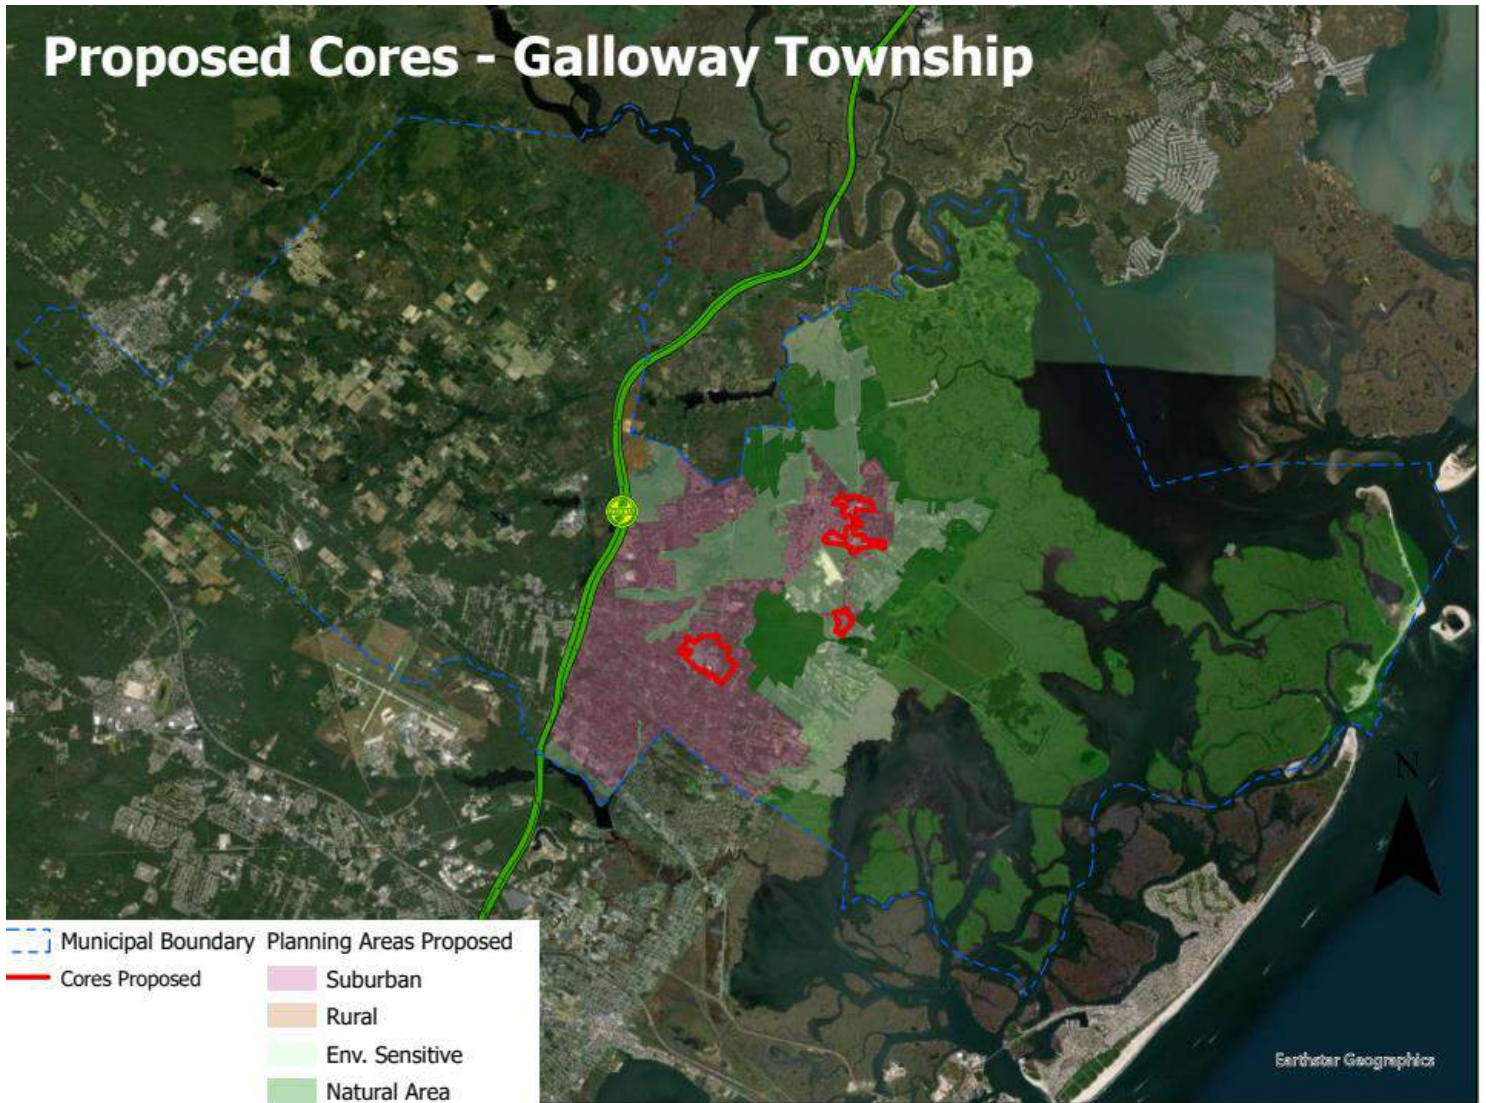 Proposed Cores - Galloway Township
N
Municipal Boundary
Cores Proposed
Planning Areas Proposed
Suburban
Rural
Env. Sensitive
Natural Area
Earthstar Geographics